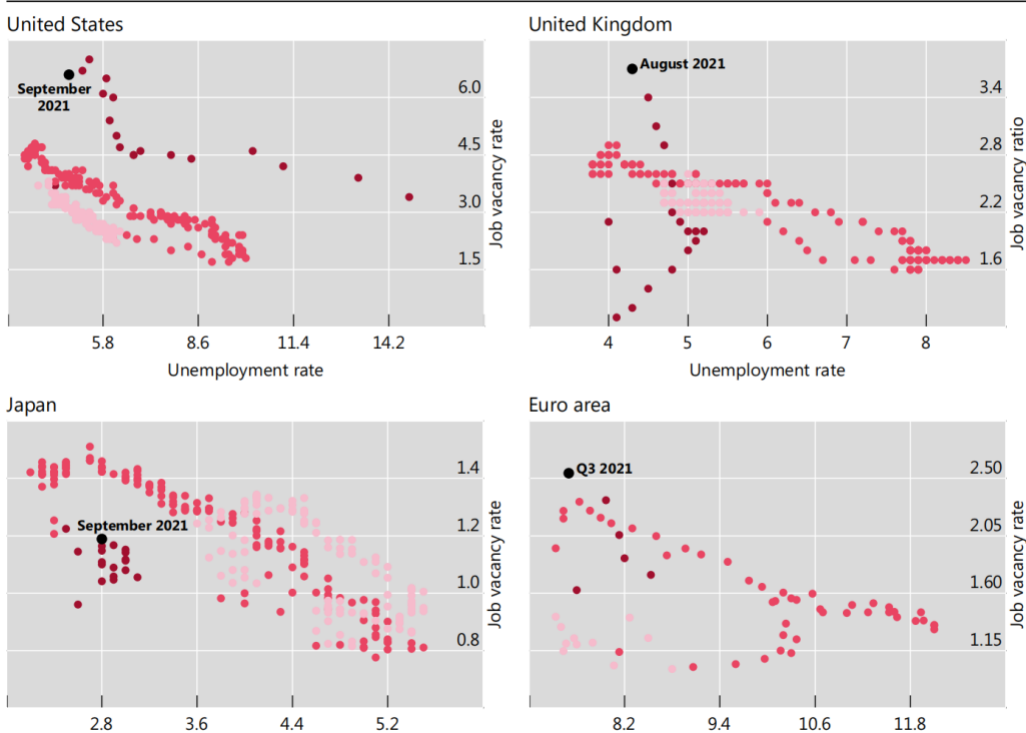 United States
United Kingdom
September
2021
August 2021
6.0
4.5
3.0
1.5
Job vacancy rate
3.4
2.8
2.2
1.6
Job vacancy ratio
5.8 8.6 11.4 14.2
Unemployment rate
4 5 6 7 8
Unemployment rate
Japan
Euro area
September 2021
Q3 2021
1.4
1.2
1.0
0.8
Job vacancy rate
2.50
2.05
1.60
1.15
Job vacancy rate
2.8 3.6 4.4 5.2
8.2 9.4 10.6 11.8